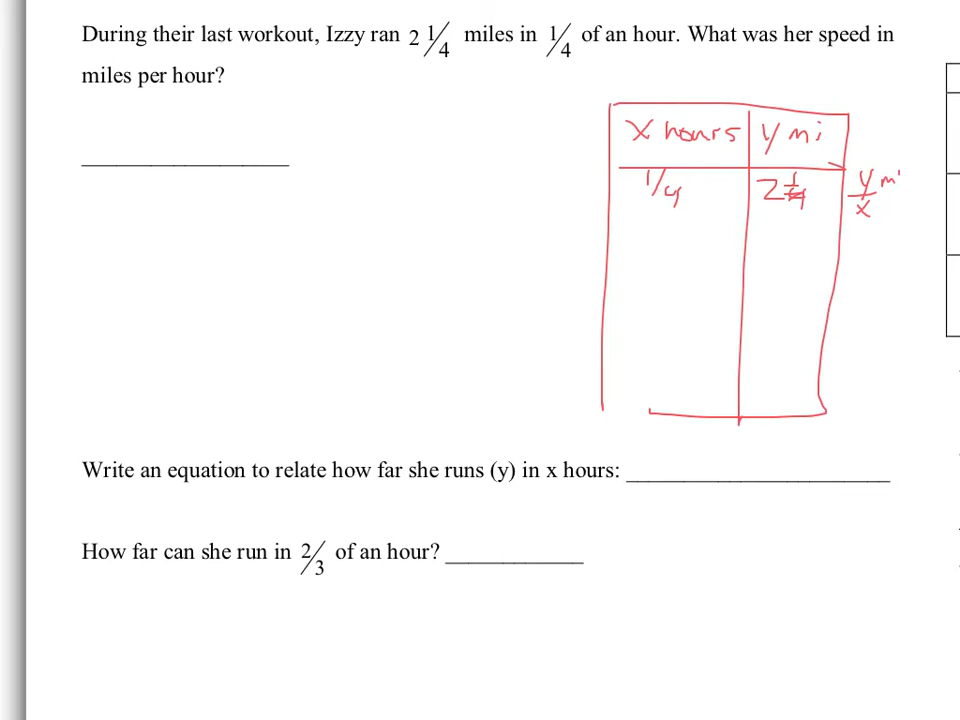 During their last workout, Izzy ran 2 1/4 miles in 1/4 of an hour. What was her speed in
miles per hour?
x hours y mi
1/4 2 1/4 y mi
x
Write an equation to relate how far she runs (y) in x hours:
How far can she run in 2/3 of an hour?